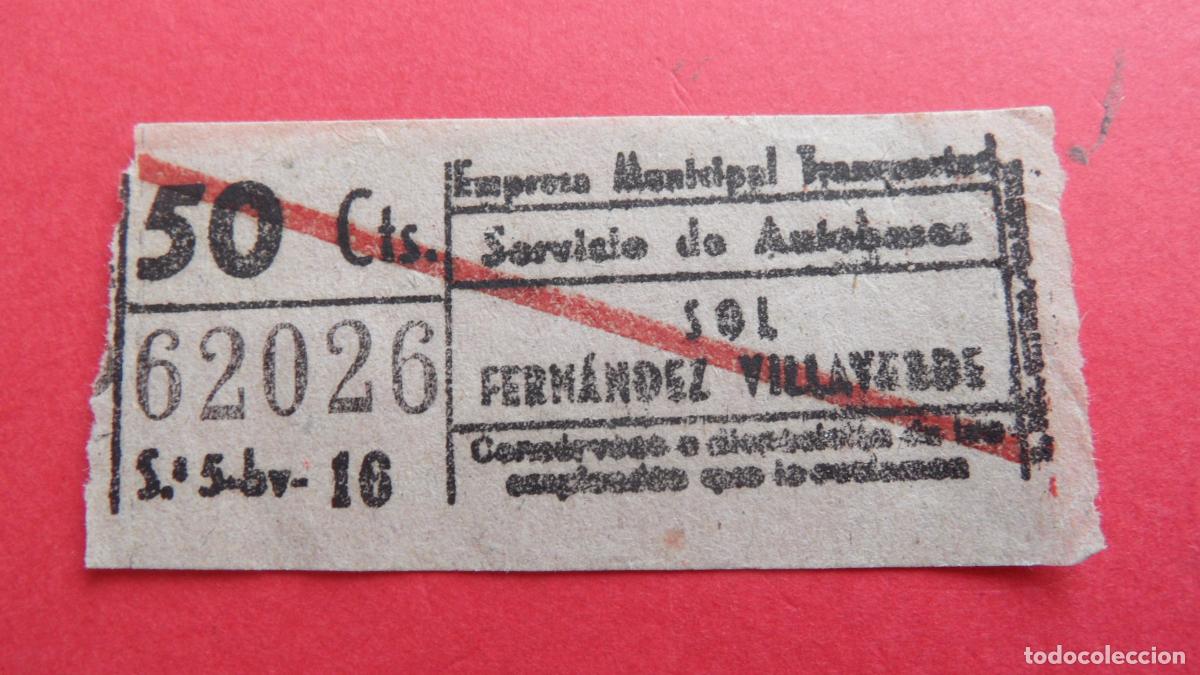 50 Cts.
62026
S.ª 5-bv- 16
Empresa Municipal Transportes
Servicio de Autobuses
SOL
FERNÁNDEZ VILLAVERDE
Consérvese a disposición de los
empleados que lo reclamen
todocoleccion